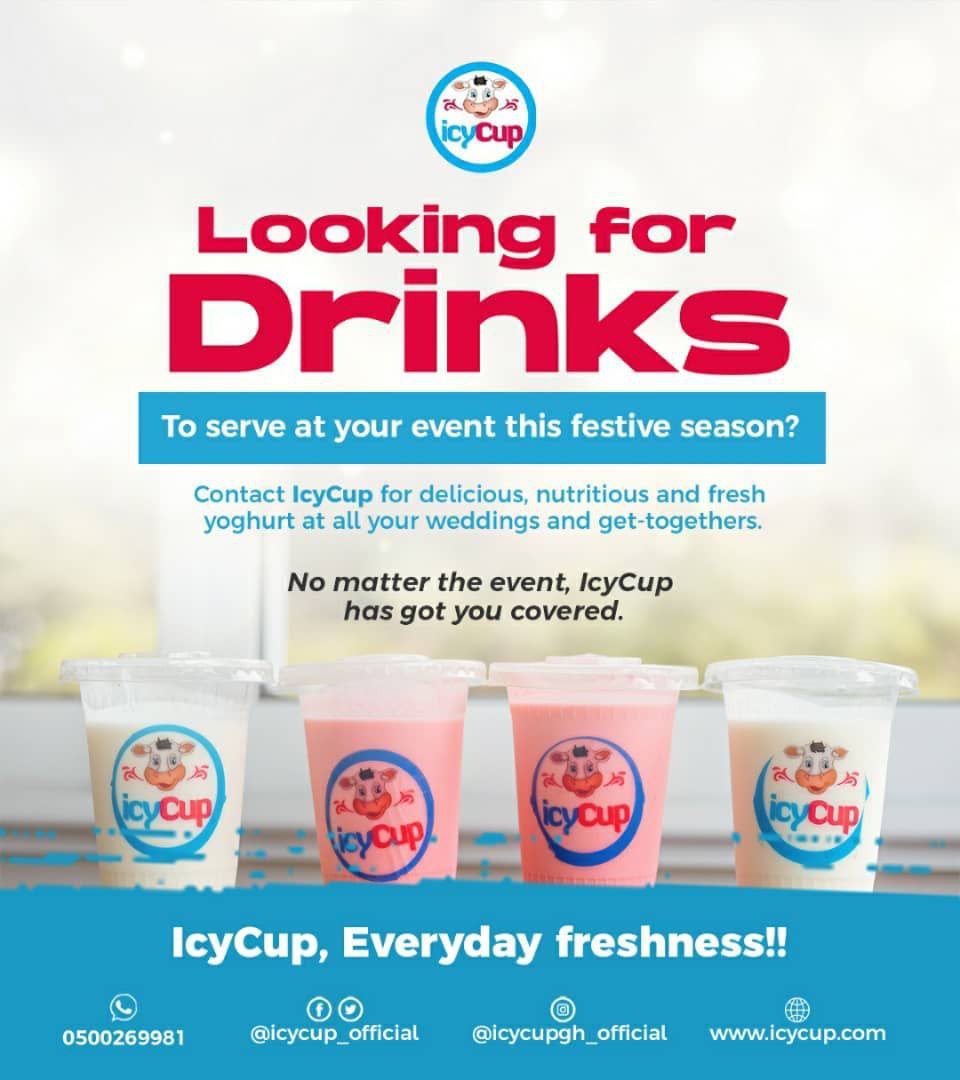 icyCup
Looking for
Drinks
To serve at your event this festive season?
Contact IcyCup for delicious, nutritious and fresh
yoghurt at all your weddings and get-togethers.
No matter the event, IcyCup
has got you covered.
icyCup
icyCup
icyCup
icyCup
IcyCup, Everyday freshness!!
0500269981
@icycup_official
@icycupgh_official
www.icycup.com